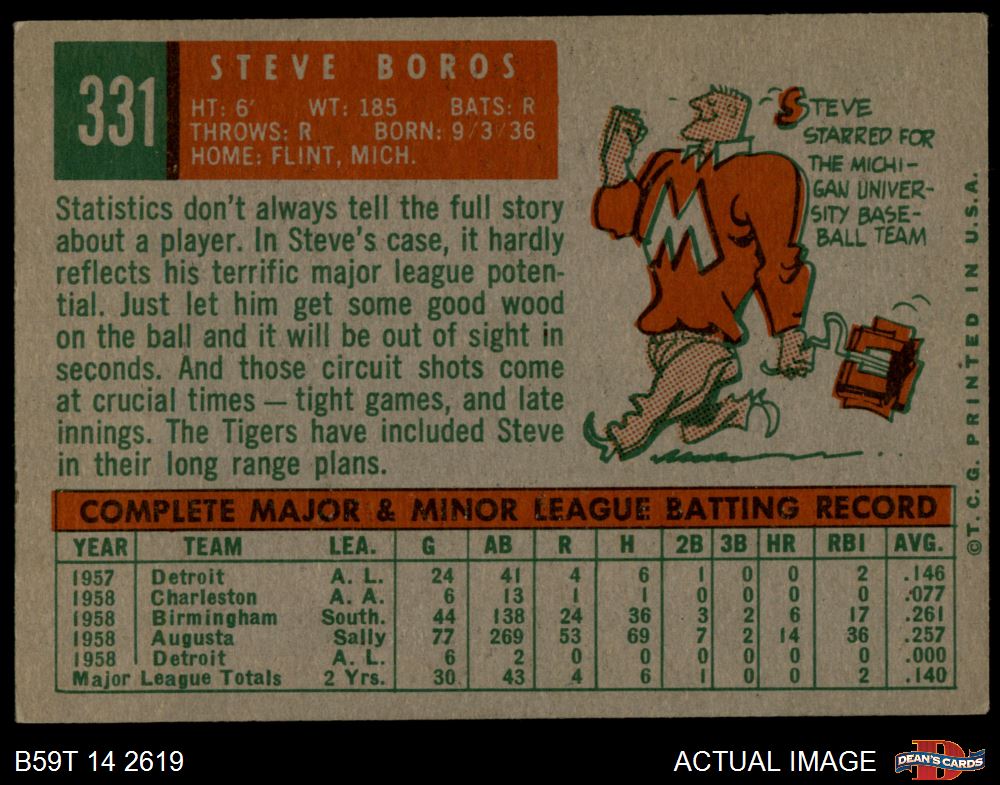 331
STEVE BOROS
HT: 6' WT: 185 BATS: R
THROWS: R BORN: 9/3/36
HOME: FLINT, MICH.
Statistics don't always tell the full story
about a player. In Steve's case, it hardly
reflects his terrific major league poten-
tial. Just let him get some good wood
on the ball and it will be out of sight in
seconds. And those circuit shots come
at crucial times — tight games, and late
innings. The Tigers have included Steve
in their long range plans.
STEVE
STARRED FOR
THE MICHI-
GAN UNIVER-
SITY BASE-
BALL TEAM
M
©T.C.G. PRINTED IN U.S.A.
COMPLETE MAJOR & MINOR LEAGUE BATTING RECORD
YEAR TEAM LEA. G AB R H 2B 3B HR RBI AVG.
1957 Detroit A. L. 24 41 4 6 1 0 0 2 .146
1958 Charleston A. A. 6 13 1 1 0 0 0 0 .077
1958 Birmingham South. 44 138 24 36 3 2 6 17 .261
1958 Augusta Sally 77 269 53 69 7 2 14 36 .257
1958 Detroit A. L. 6 2 0 0 0 0 0 0 .000
Major League Totals 2 Yrs. 30 43 4 6 1 0 0 2 .140
B59T 14 2619
ACTUAL IMAGE
D
DEAN'S CARDS